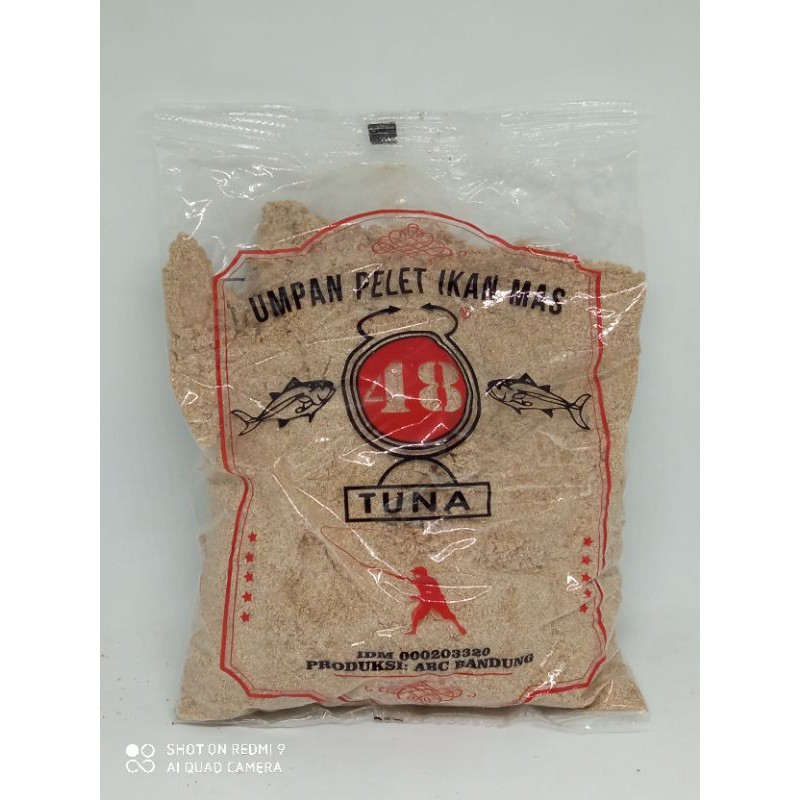 UMPAN PELET IKAN MAS
48
TUNA
IDM 000203320
PRODUKSI: ABC BANDUNG
SHOT ON REDMI 9
AI QUAD CAMERA